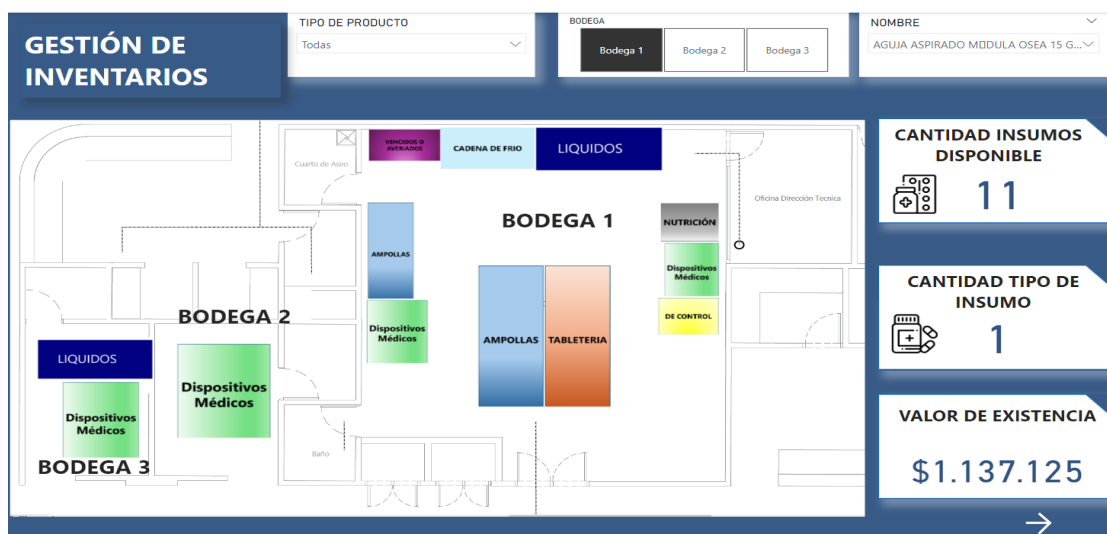 GESTIÓN DE
INVENTARIOS
TIPO DE PRODUCTO
Todas
BODEGA
Bodega 1
Bodega 2
Bodega 3
NOMBRE
AGUJA ASPIRADO M▯DULA OSEA 15 G...
Cuarto de Aseo
VENCIDOS O
AVERIADOS
CADENA DE FRIO
LIQUIDOS
Oficina Dirección Tecnica
BODEGA 1
NUTRICIÓN
AMPOLLAS
Dispositivos
Médicos
DE CONTROL
Dispositivos
Médicos
AMPOLLAS
TABLETERIA
BODEGA 2
LIQUIDOS
Dispositivos
Médicos
Dispositivos
Médicos
BODEGA 3
Baño
CANTIDAD INSUMOS
DISPONIBLE
11
CANTIDAD TIPO DE
INSUMO
1
VALOR DE EXISTENCIA
$1.137.125